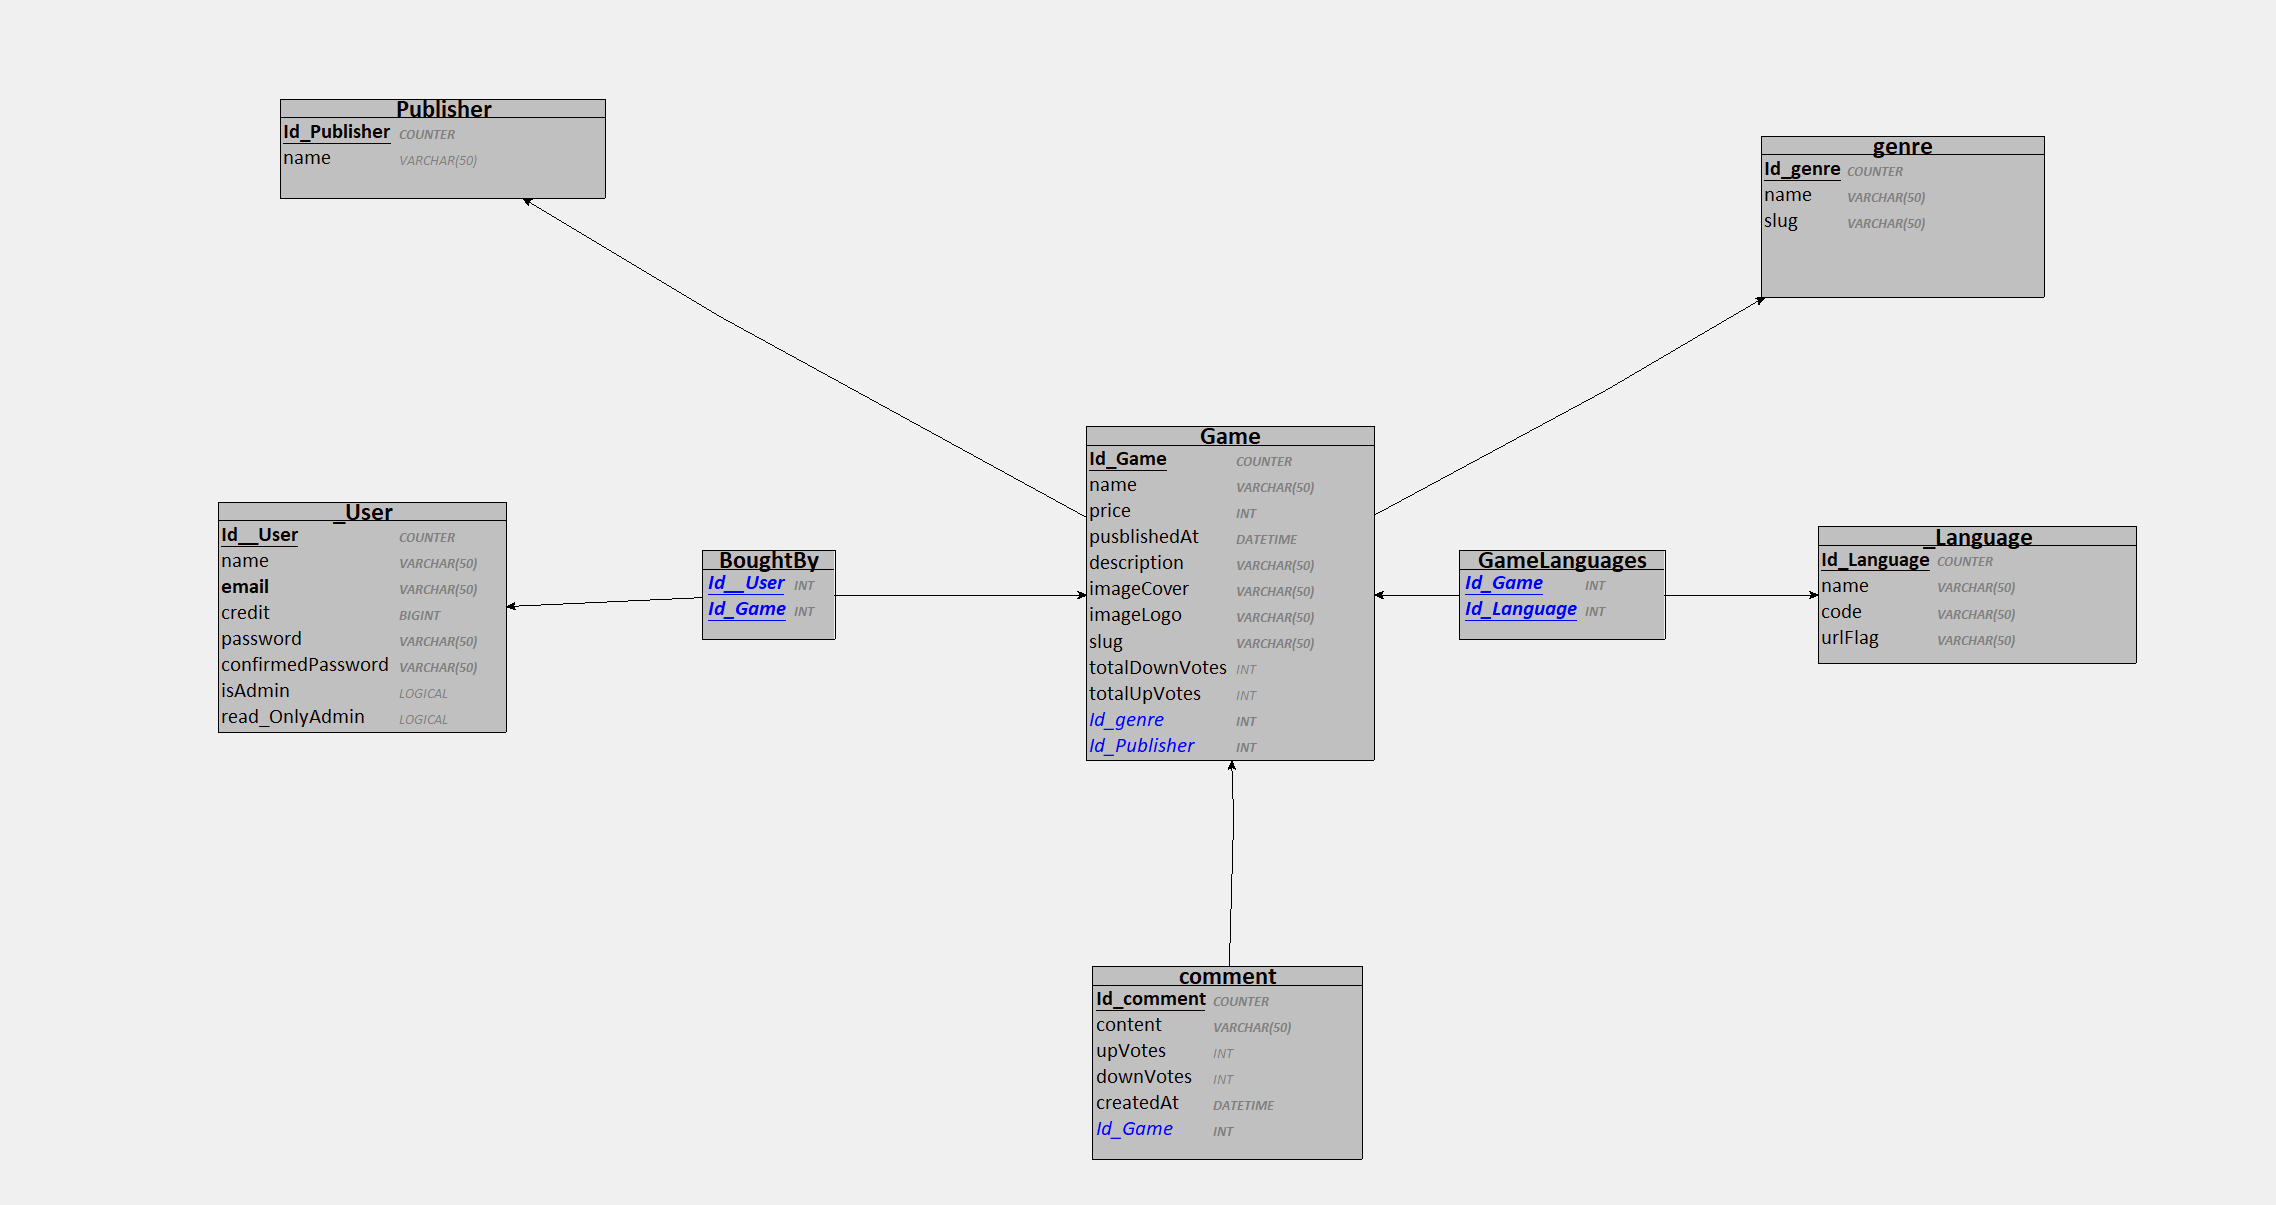 Publisher
Id_Publisher COUNTER
name VARCHAR(50)
genre
Id_genre COUNTER
name VARCHAR(50)
slug VARCHAR(50)
Game
Id_Game COUNTER
name VARCHAR(50)
price INT
pusblishedAt DATETIME
description VARCHAR(50)
imageCover VARCHAR(50)
imageLogo VARCHAR(50)
slug VARCHAR(50)
totalDownVotes INT
totalUpVotes INT
Id_genre INT
Id_Publisher INT
_User
Id__User COUNTER
name VARCHAR(50)
email VARCHAR(50)
credit BIGINT
password VARCHAR(50)
confirmedPassword VARCHAR(50)
isAdmin LOGICAL
read_OnlyAdmin LOGICAL
BoughtBy
Id__User INT
Id_Game INT
GameLanguages
Id_Game INT
Id_Language INT
_Language
Id_Language COUNTER
name VARCHAR(50)
code VARCHAR(50)
urlFlag VARCHAR(50)
comment
Id_comment COUNTER
content VARCHAR(50)
upVotes INT
downVotes INT
createdAt DATETIME
Id_Game INT